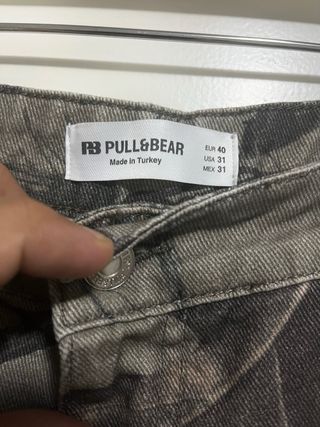 PB PULL&BEAR
Made in Turkey
EUR 40
USA 31
MEX 31